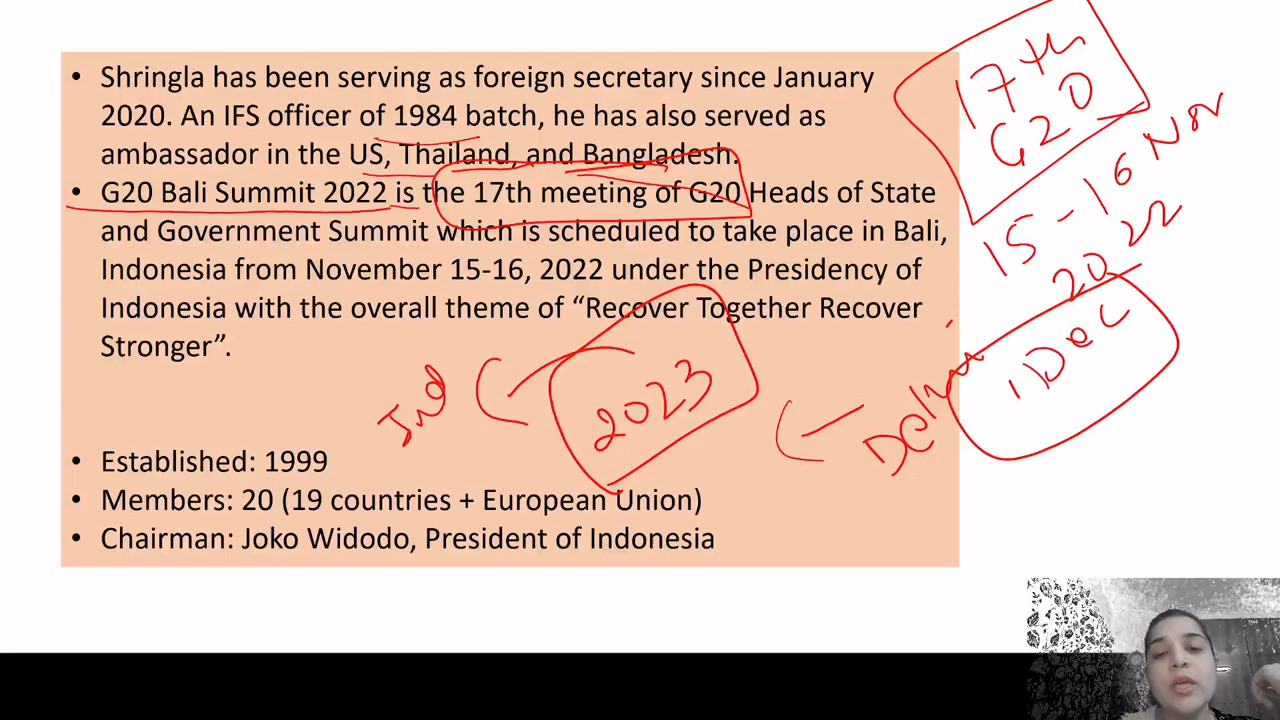 • Shringla has been serving as foreign secretary since January
2020. An IFS officer of 1984 batch, he has also served as
ambassador in the US, Thailand, and Bangladesh.
• G20 Bali Summit 2022 is the 17th meeting of G20 Heads of State
and Government Summit which is scheduled to take place in Bali,
Indonesia from November 15-16, 2022 under the Presidency of
Indonesia with the overall theme of “Recover Together Recover
Stronger”.
• Established: 1999
• Members: 20 (19 countries + European Union)
• Chairman: Joko Widodo, President of Indonesia
17th
G20
15-16 Nov
2022
1 Dec
2023
Ind